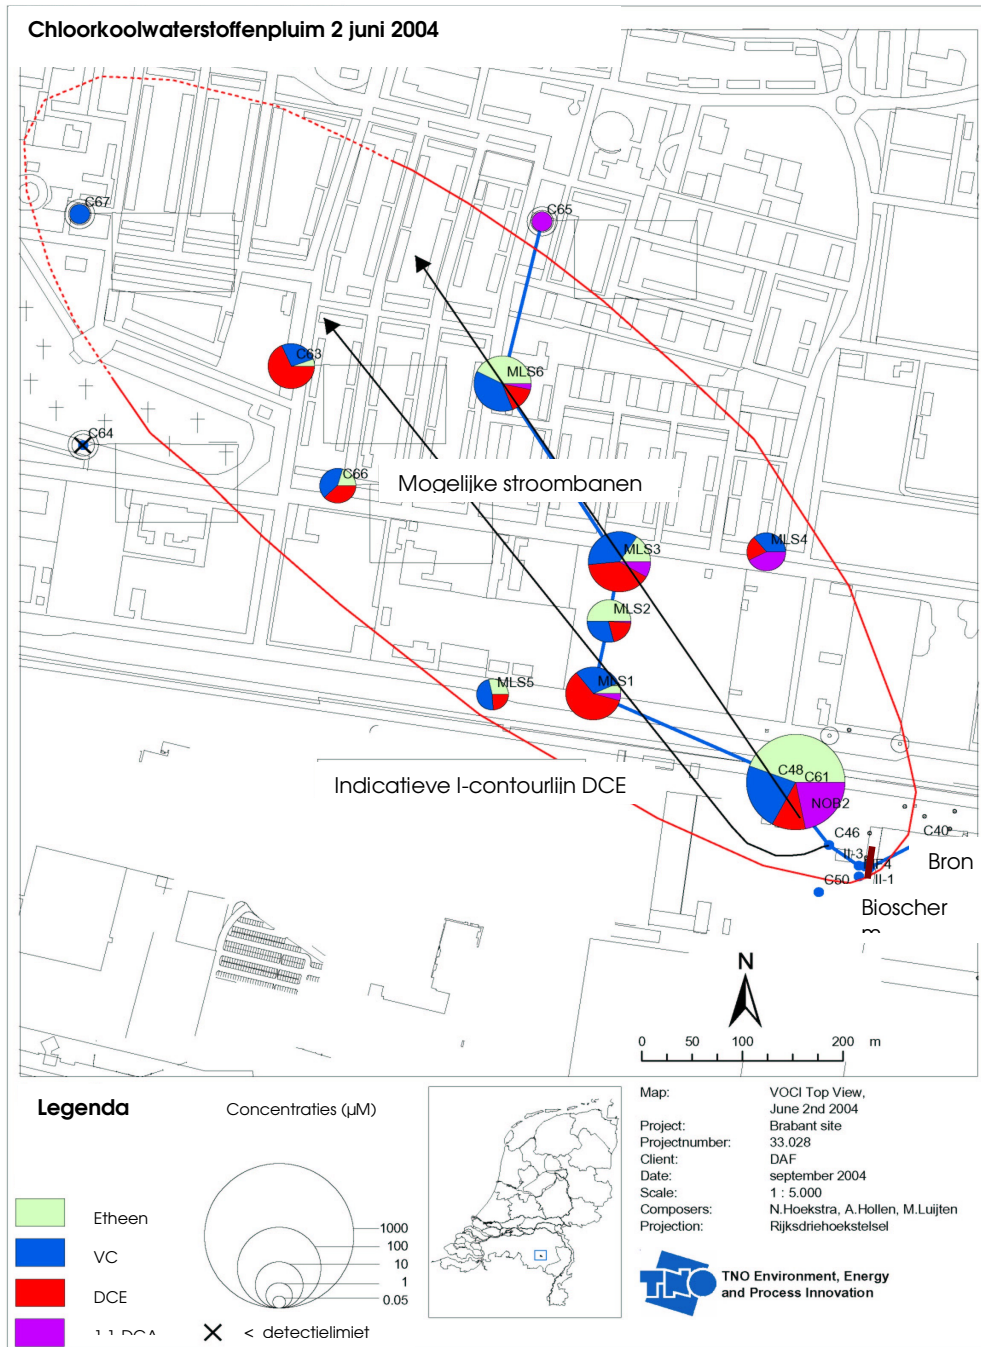 Chloorkoolwaterstoffenpluim 2 juni 2004
C67
C65
C63
MLS6
C64
C66
Mogelijke stroombanen
MLS3
MLS4
MLS2
MLS5
MLS1
Indicatieve I-contourlijn DCE
C48
C61
NOB2
C46
C40
II-3
Bron
C50
II-1
Bioscher
N
0 50 100 200 m
Legenda
Concentraties (µM)
1000
100
10
1
0.05
Etheen
VC
DCE
< detectielimiet
Map: VOCl Top View,
June 2nd 2004
Project: Brabant site
Projectnumber: 33.028
Client: DAF
Date: september 2004
Scale: 1 : 5.000
Composers: N.Hoekstra, A.Hollen, M.Luijten
Projection: Rijksdriehoekstelsel
TNO
TNO Environment, Energy
and Process Innovation